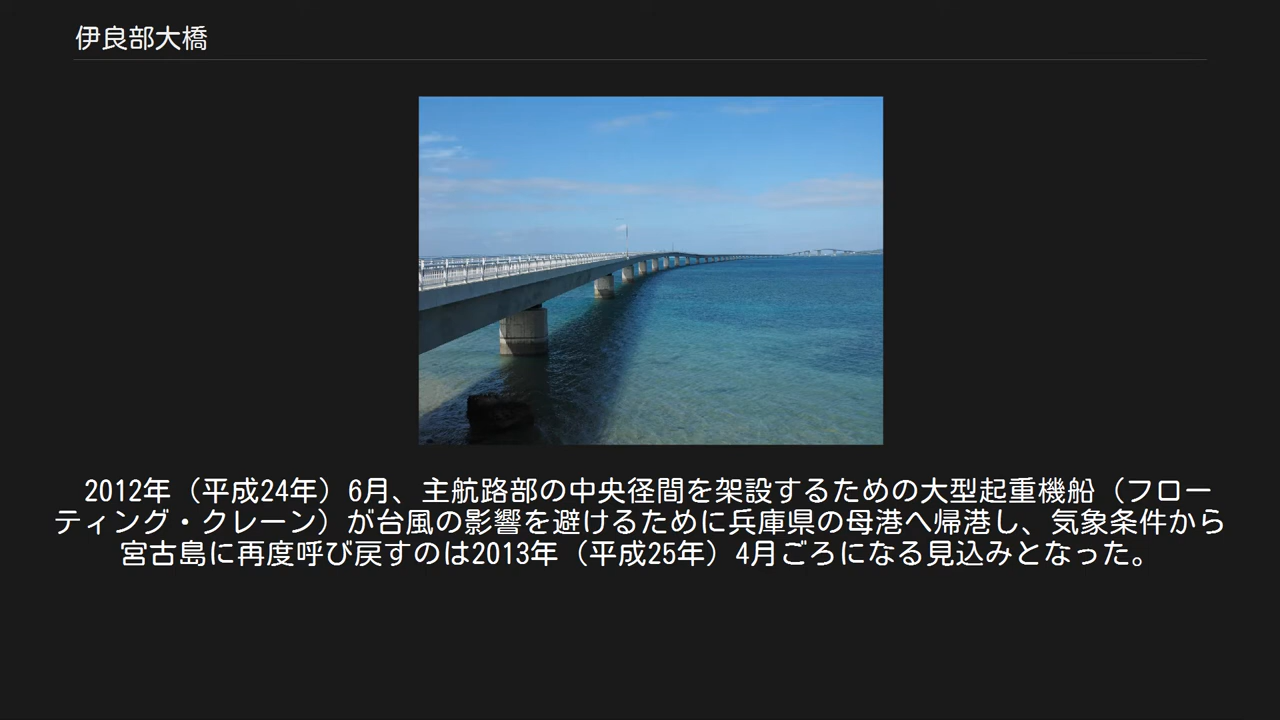 伊良部大橋
2012年（平成24年）6月、主航路部の中央径間を架設するための大型起重機船（フロー
ティング・クレーン）が台風の影響を避けるために兵庫県の母港へ帰港し、気象条件から
宮古島に再度呼び戻すのは2013年（平成25年）4月ごろになる見込みとなった。